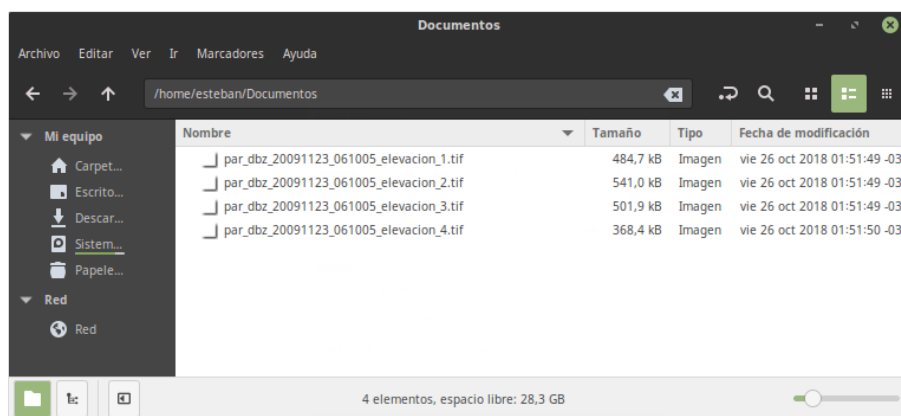 Documentos
Archivo Editar Ver Ir Marcadores Ayuda
/home/esteban/Documentos
Mi equipo
Carpet...
Escrito...
Descar...
Sistem...
Papele...
Red
Red
Nombre Tamaño Tipo Fecha de modificación
par_dbz_20091123_061005_elevacion_1.tif 484,7 kB Imagen vie 26 oct 2018 01:51:49 -03
par_dbz_20091123_061005_elevacion_2.tif 541,0 kB Imagen vie 26 oct 2018 01:51:49 -03
par_dbz_20091123_061005_elevacion_3.tif 501,9 kB Imagen vie 26 oct 2018 01:51:49 -03
par_dbz_20091123_061005_elevacion_4.tif 368,4 kB Imagen vie 26 oct 2018 01:51:50 -03
4 elementos, espacio libre: 28,3 GB